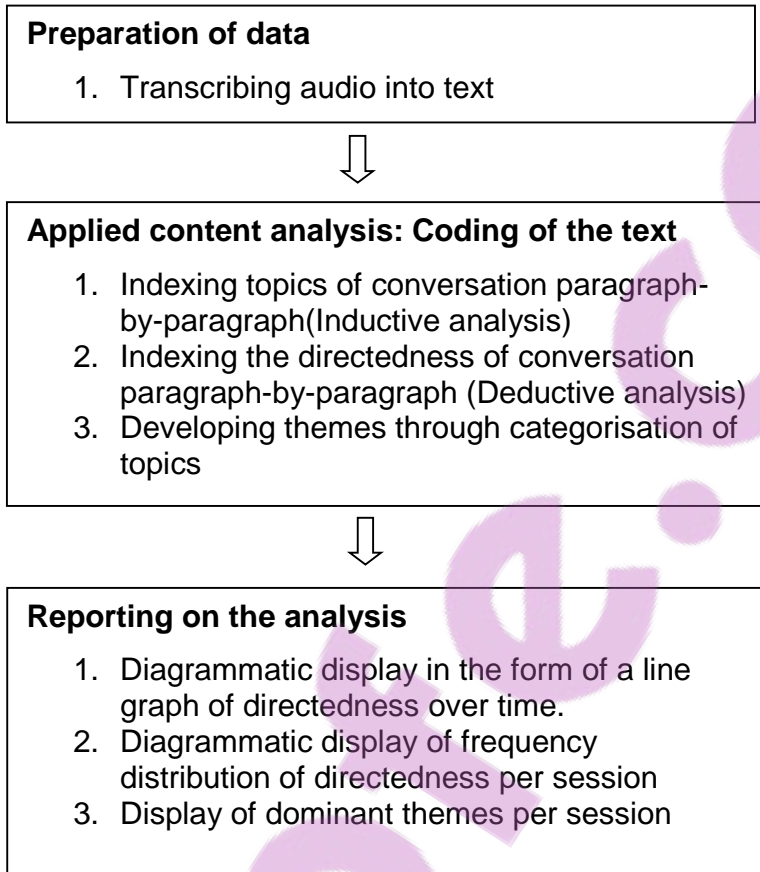 Preparation of data
1. Transcribing audio into text
Applied content analysis: Coding of the text
1. Indexing topics of conversation paragraph-
by-paragraph(Inductive analysis)
2. Indexing the directedness of conversation
paragraph-by-paragraph (Deductive analysis)
3. Developing themes through categorisation of
topics
Reporting on the analysis
1. Diagrammatic display in the form of a line
graph of directedness over time.
2. Diagrammatic display of frequency
distribution of directedness per session
3. Display of dominant themes per session